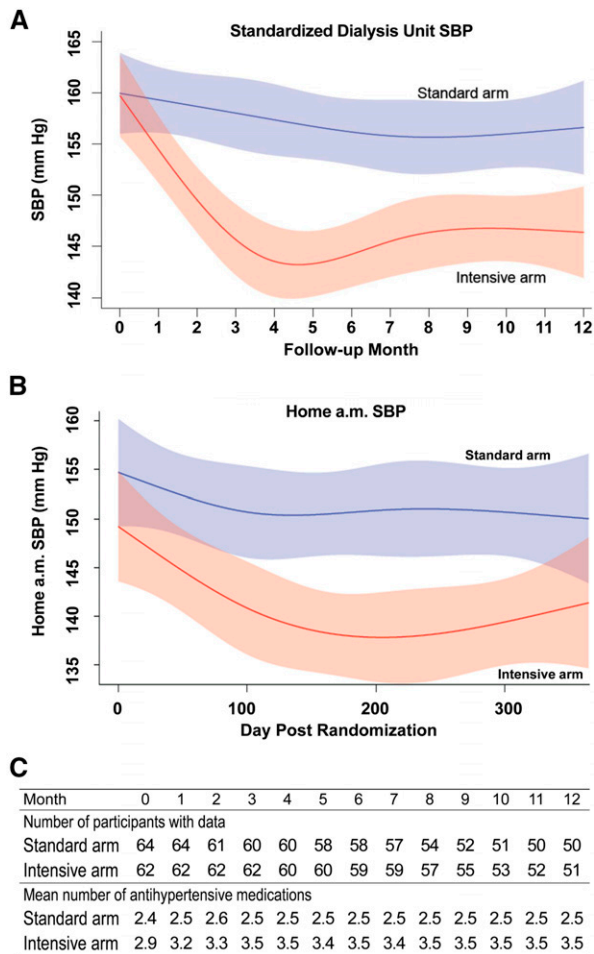 A
Standardized Dialysis Unit SBP
165
160
155
150
145
140
SBP (mm Hg)
Standard arm
Intensive arm
0 1 2 3 4 5 6 7 8 9 10 11 12
Follow-up Month
B
Home a.m. SBP
160
155
150
145
140
135
Home a.m. SBP (mm Hg)
Standard arm
Intensive arm
0 100 200 300
Day Post Randomization
C
Month 0 1 2 3 4 5 6 7 8 9 10 11 12
Number of participants with data
Standard arm 64 64 61 60 60 58 58 57 54 52 51 50 50
Intensive arm 62 62 62 62 60 60 59 59 57 55 53 52 51
Mean number of antihypertensive medications
Standard arm 2.4 2.5 2.6 2.5 2.5 2.5 2.5 2.5 2.5 2.5 2.5 2.5 2.5
Intensive arm 2.9 3.2 3.3 3.5 3.5 3.4 3.5 3.4 3.5 3.5 3.5 3.5 3.5